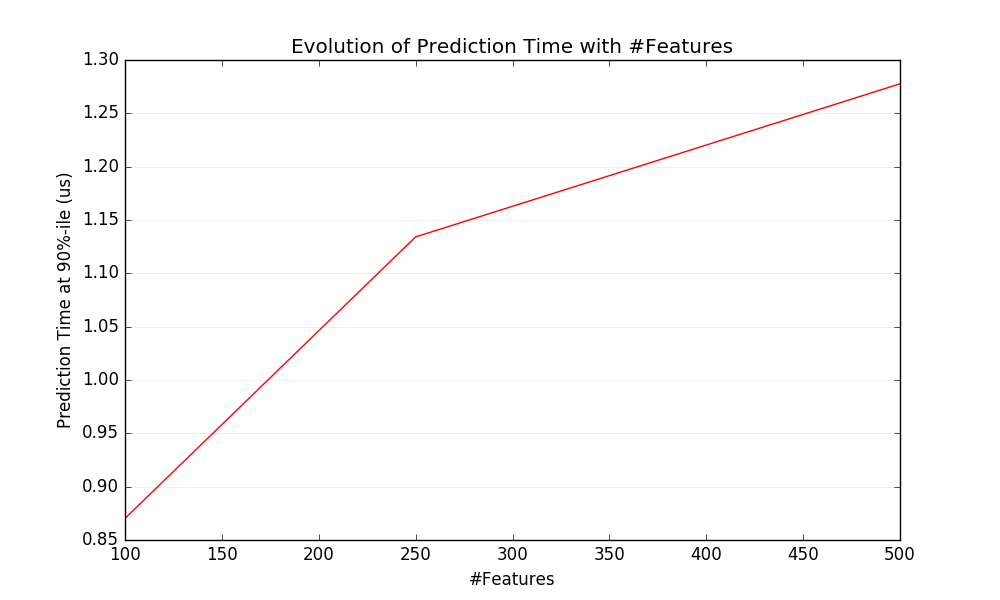 Evolution of Prediction Time with #Features
Prediction Time at 90%-ile (us)
1.30
1.25
1.20
1.15
1.10
1.05
1.00
0.95
0.90
0.85
100 150 200 250 300 350 400 450 500
#Features